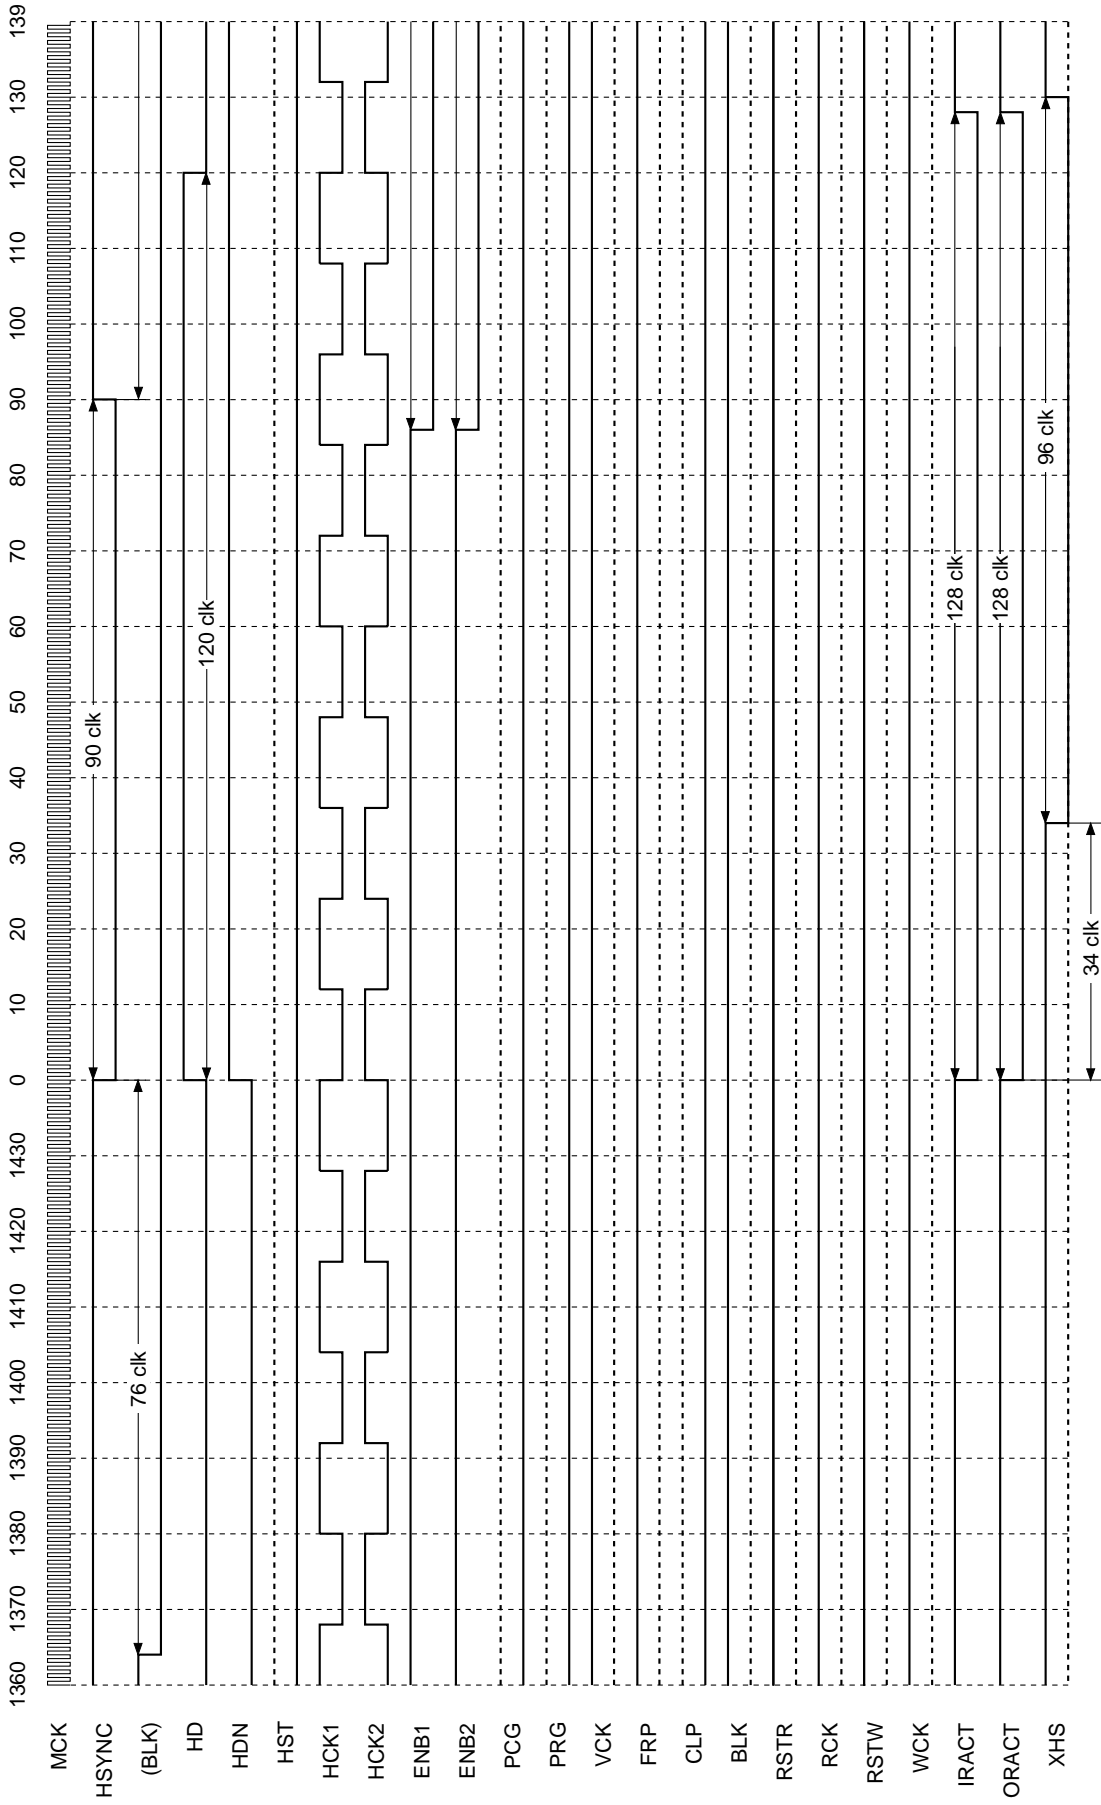 MCK
HSYNC
(BLK)
HD
HDN
HST
HCK1
HCK2
ENB1
ENB2
PCG
PRG
VCK
FRP
CLP
BLK
RSTR
RCK
RSTW
WCK
IRACT
ORACT
XHS
1360
1370
1380
1390
1400
1410
1420
1430
0
10
20
30
40
50
60
70
80
90
100
110
120
130
139
90 clk
76 clk
120 clk
128 clk
128 clk
96 clk
34 clk